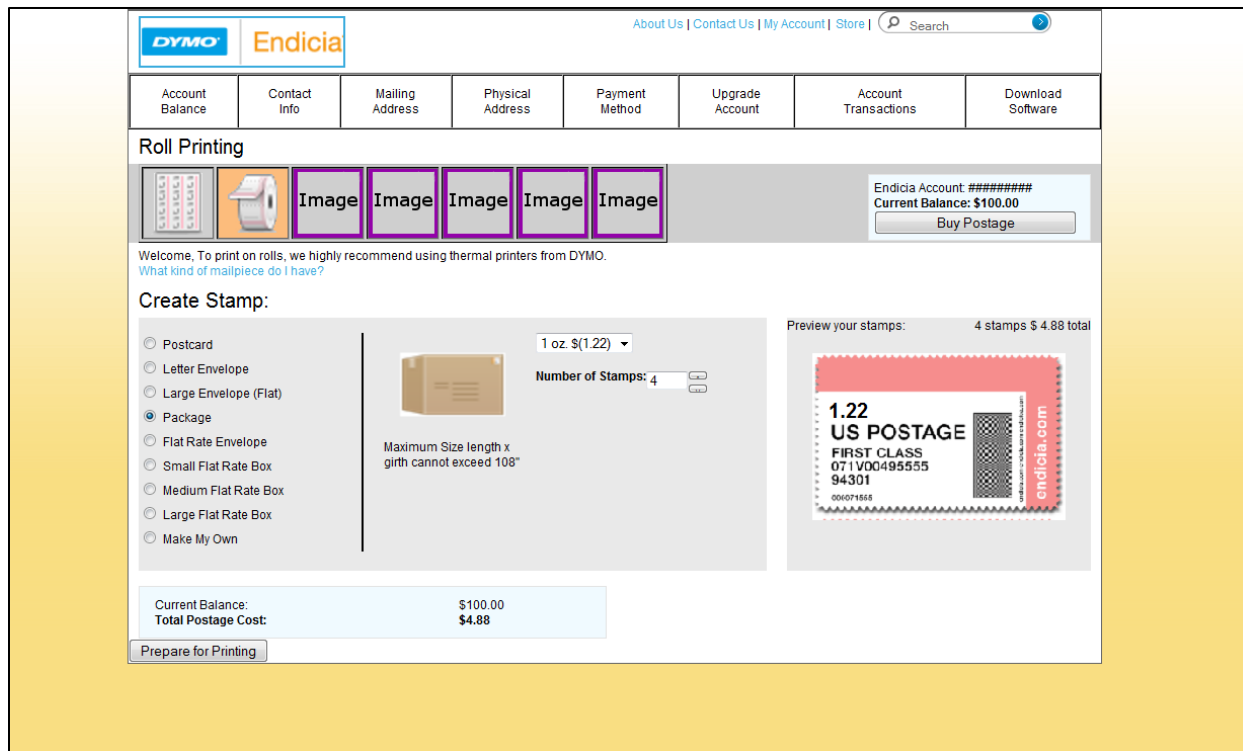 DYMO Endicia
About Us | Contact Us | My Account | Store | Search
Account Balance
Contact Info
Mailing Address
Physical Address
Payment Method
Upgrade Account
Account Transactions
Download Software
Roll Printing
Image Image Image Image Image
Endicia Account: #########
Current Balance: $100.00
Buy Postage
Welcome, To print on rolls, we highly recommend using thermal printers from DYMO.
What kind of mailpiece do I have?
Create Stamp:
Postcard
Letter Envelope
Large Envelope (Flat)
Package
Flat Rate Envelope
Small Flat Rate Box
Medium Flat Rate Box
Large Flat Rate Box
Make My Own
Maximum Size length x
girth cannot exceed 108"
1 oz. $(1.22)
Number of Stamps: 4
Preview your stamps: 4 stamps $ 4.88 total
1.22
US POSTAGE
FIRST CLASS
071V00495555
94301
endicia.com
Current Balance: $100.00
Total Postage Cost: $4.88
Prepare for Printing